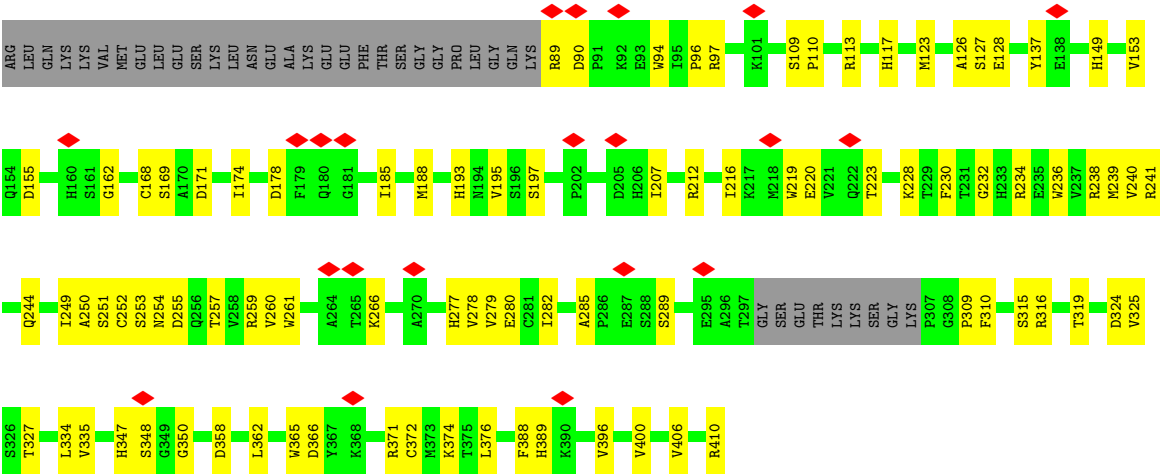 ARG LEU GLN LYS LYS VAL MET GLU LEU LEU GLU SER LYS LEU ASN GLU ALA LYS GLU GLU PHE THR SER GLY GLY PRO LEU GLY GLN LYS R89 D90 P91 K92 E93 W94 I95 P96 R97 K101 S109 P110 R113 H117 M123 A126 S127 E128 Y137 E138 H149 V153
Q154 D155 H160 S161 G162 C168 S169 A170 D171 I174 D178 F179 Q180 G181 I185 M188 H193 N194 V195 S196 S197 P202 D205 H206 I207 R212 I216 K217 M218 W219 E220 V221 Q222 T223 K228 T229 F230 T231 G232 H233 R234 E235 W236 V237 R238 M239 V240 R241
Q244 I249 A250 S251 C252 S253 N254 D255 Q256 T257 V258 R259 V260 W261 A264 T265 K266 A270 H277 V278 V279 E280 C281 I282 A285 P286 E287 S288 S289 E295 A296 T297 GLY SER GLU THR LYS LYS SER GLY LYS P307 G308 P309 F310 S315 R316 T319 D324 V325
S326 T327 L334 V335 H347 S348 G349 G350 D358 L362 W365 D366 Y367 K368 R371 C372 M373 K374 T375 L376 F388 H389 K390 V396 V400 V406 R410